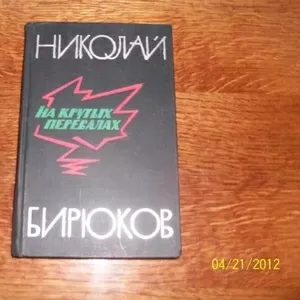 НИКОЛАЙ
НА КРУТЫХ
ПЕРЕВАЛАХ
БИРЮКОВ
04/21/2012